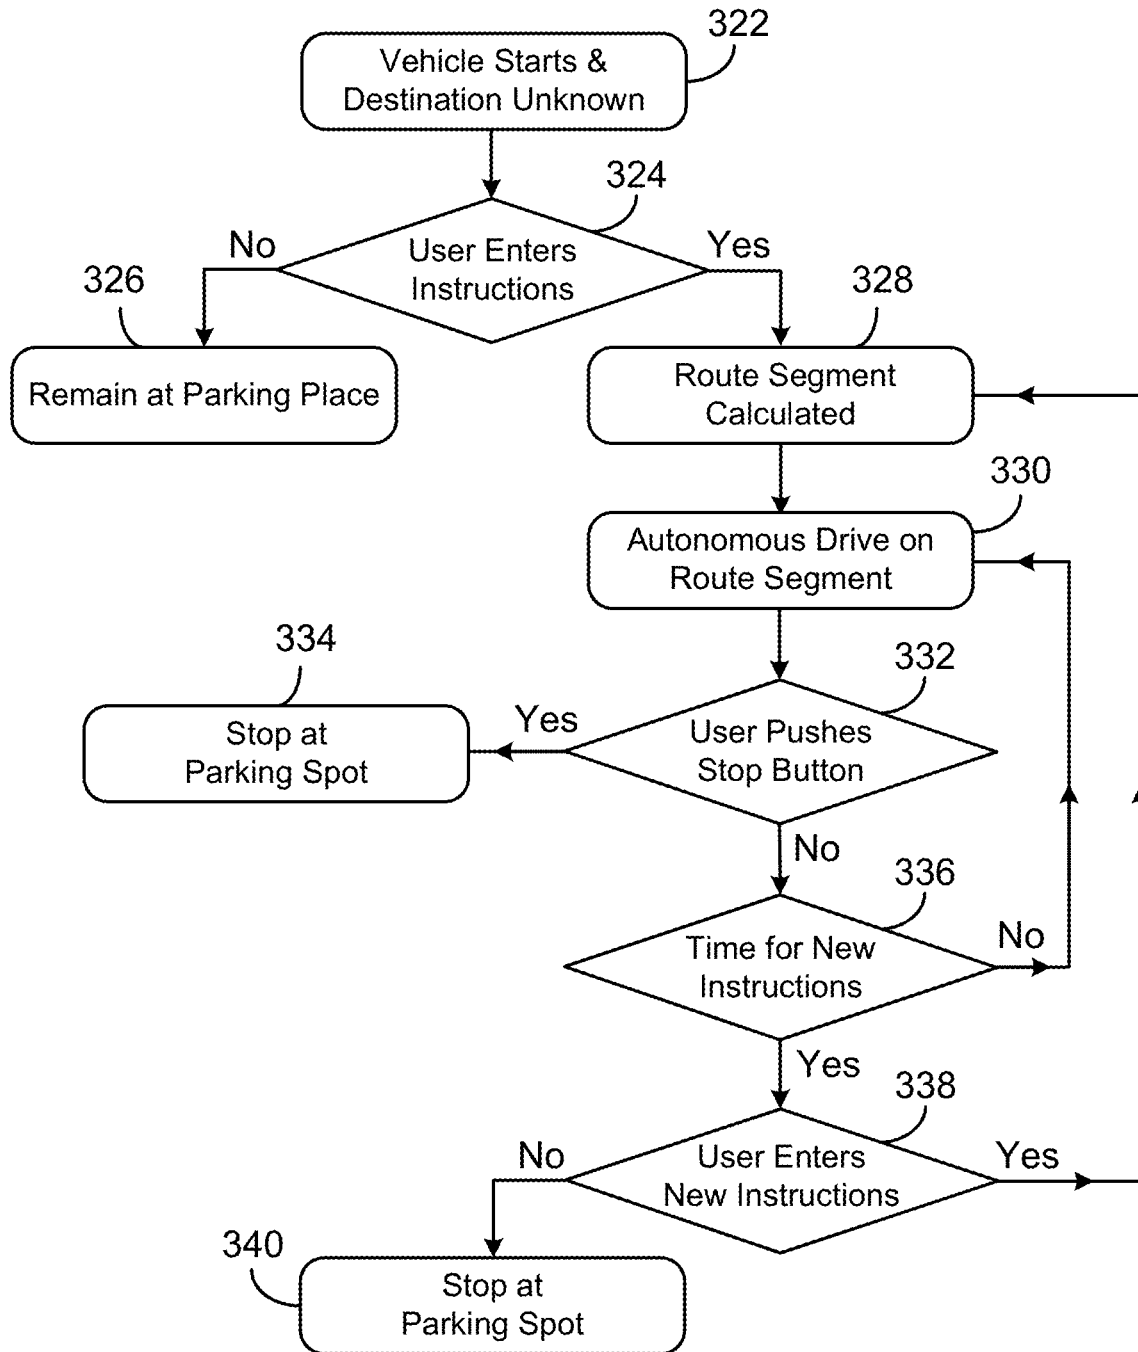 322
Vehicle Starts &
Destination Unknown
324
No
User Enters
Instructions
Yes
326
328
Remain at Parking Place
Route Segment
Calculated
330
Autonomous Drive on
Route Segment
334
332
Stop at
Parking Spot
Yes
User Pushes
Stop Button
No
336
Time for New
Instructions
No
Yes
338
No
User Enters
New Instructions
Yes
340
Stop at
Parking Spot